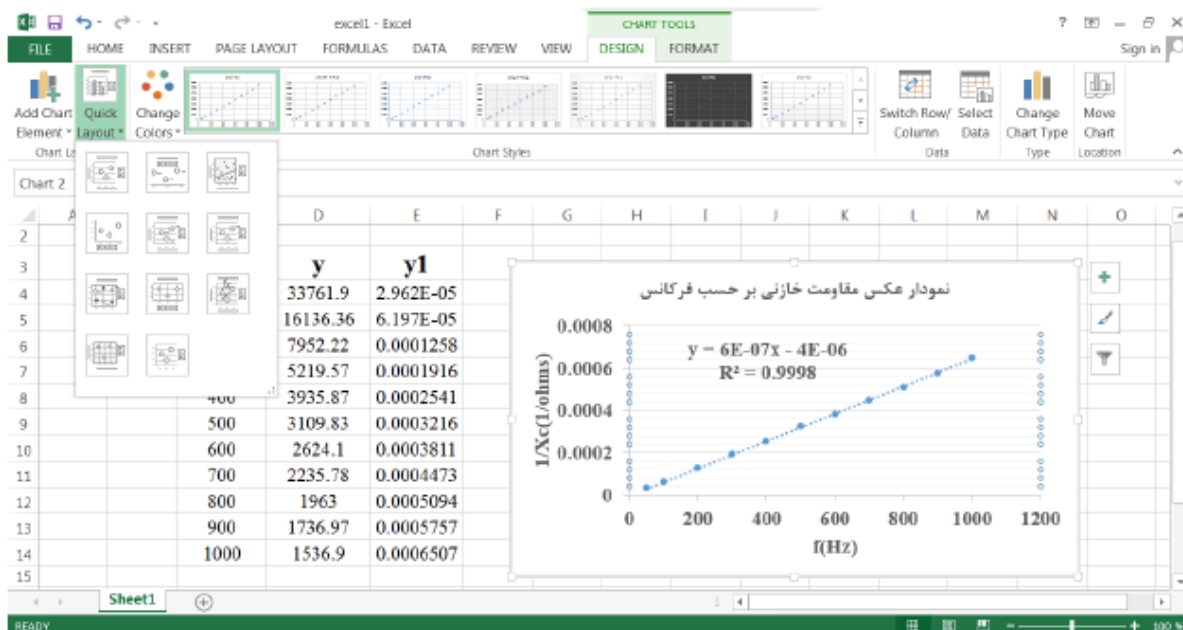 excel1 - Excel
CHART TOOLS
?
FILE HOME INSERT PAGE LAYOUT FORMULAS DATA REVIEW VIEW DESIGN FORMAT Sign in
Add Chart Element
Quick Layout
Change Colors
Switch Row/ Column
Select Data
Change Chart Type
Move Chart
Chart Styles
Data
Type
Location
Chart 2
D E F G H I J K L M N O
2
3 y y1
4 33761.9 2.962E-05
5 16136.36 6.197E-05
6 7952.22 0.0001258
7 5219.57 0.0001916
8 400 3935.87 0.0002541
9 500 3109.83 0.0003216
10 600 2624.1 0.0003811
11 700 2235.78 0.0004473
12 800 1963 0.0005094
13 900 1736.97 0.0005757
14 1000 1536.9 0.0006507
15
نمودار عکس مقاومت خازنی بر حسب فرکانس
y = 6E-07x - 4E-06
R² = 0.9998
1/Xc(1/ohms)
0.0008
0.0006
0.0004
0.0002
0
0 200 400 600 800 1000 1200
f(Hz)
Sheet1
READY
100 %